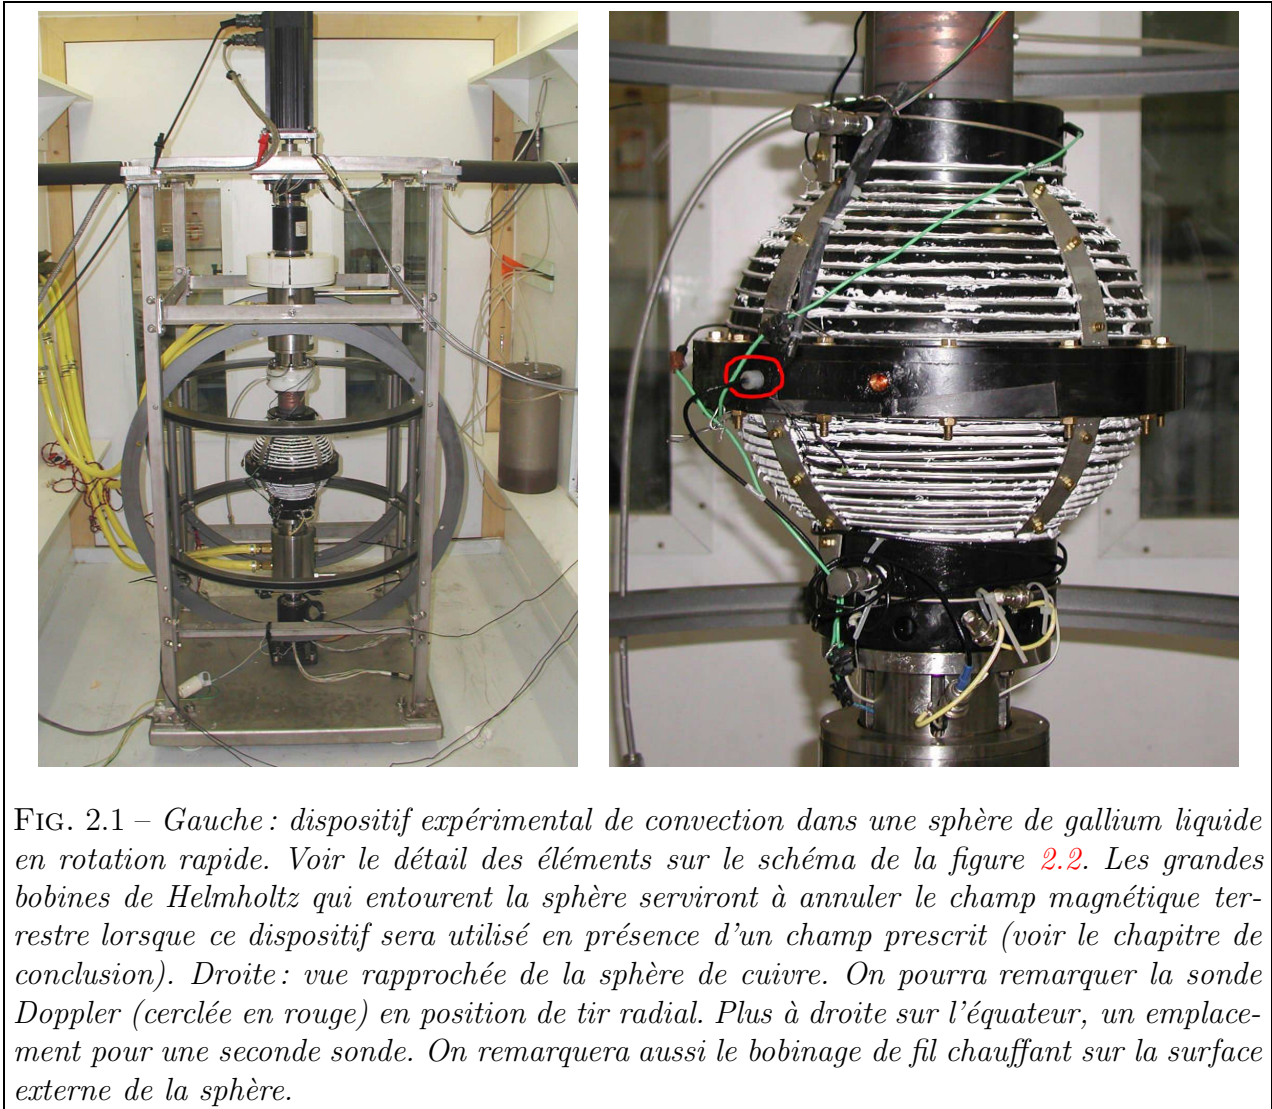 FIG. 2.1 – Gauche : dispositif expérimental de convection dans une sphère de gallium liquide
en rotation rapide. Voir le détail des éléments sur le schéma de la figure 2.2. Les grandes
bobines de Helmholtz qui entourent la sphère serviront à annuler le champ magnétique ter-
restre lorsque ce dispositif sera utilisé en présence d'un champ prescrit (voir le chapitre de
conclusion). Droite : vue rapprochée de la sphère de cuivre. On pourra remarquer la sonde
Doppler (cerclée en rouge) en position de tir radial. Plus à droite sur l'équateur, un emplace-
ment pour une seconde sonde. On remarquera aussi le bobinage de fil chauffant sur la surface
externe de la sphère.